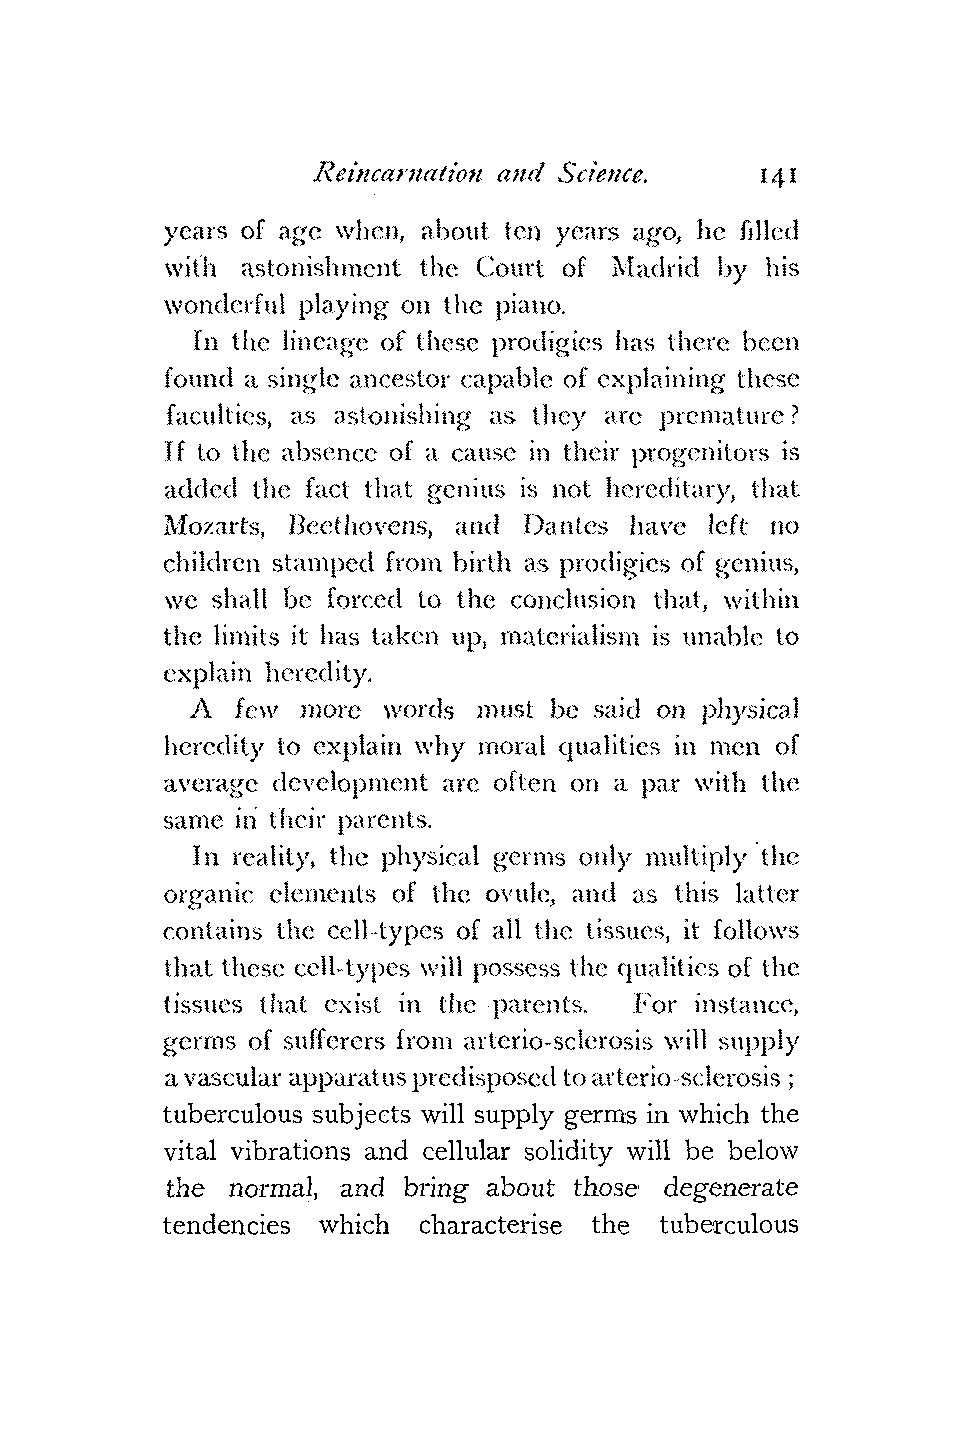 Reincarnation and Science. 141
years of age when, about ten years ago, he filled
with astonishment the Court of Madrid by his
wonderful playing on the piano.
In the lineage of these prodigies has there been
found a single ancestor capable of explaining these
faculties, as astonishing as they are premature?
If to the absence of a cause in their progenitors is
added the fact that genius is not hereditary, that
Mozarts, Beethovens, and Dantes have left no
children stamped from birth as prodigies of genius,
we shall be forced to the conclusion that, within
the limits it has taken up, materialism is unable to
explain heredity.
A few more words must be said on physical
heredity to explain why moral qualities in men of
average development are often on a par with the
same in their parents.
In reality, the physical germs only multiply the
organic elements of the ovule, and as this latter
contains the cell-types of all the tissues, it follows
that these cell-types will possess the qualities of the
tissues that exist in the parents. For instance,
germs of sufferers from arterio-sclerosis will supply
a vascular apparatus predisposed to arterio-sclerosis ;
tuberculous subjects will supply germs in which the
vital vibrations and cellular solidity will be below
the normal, and bring about those degenerate
tendencies which characterise the tuberculous